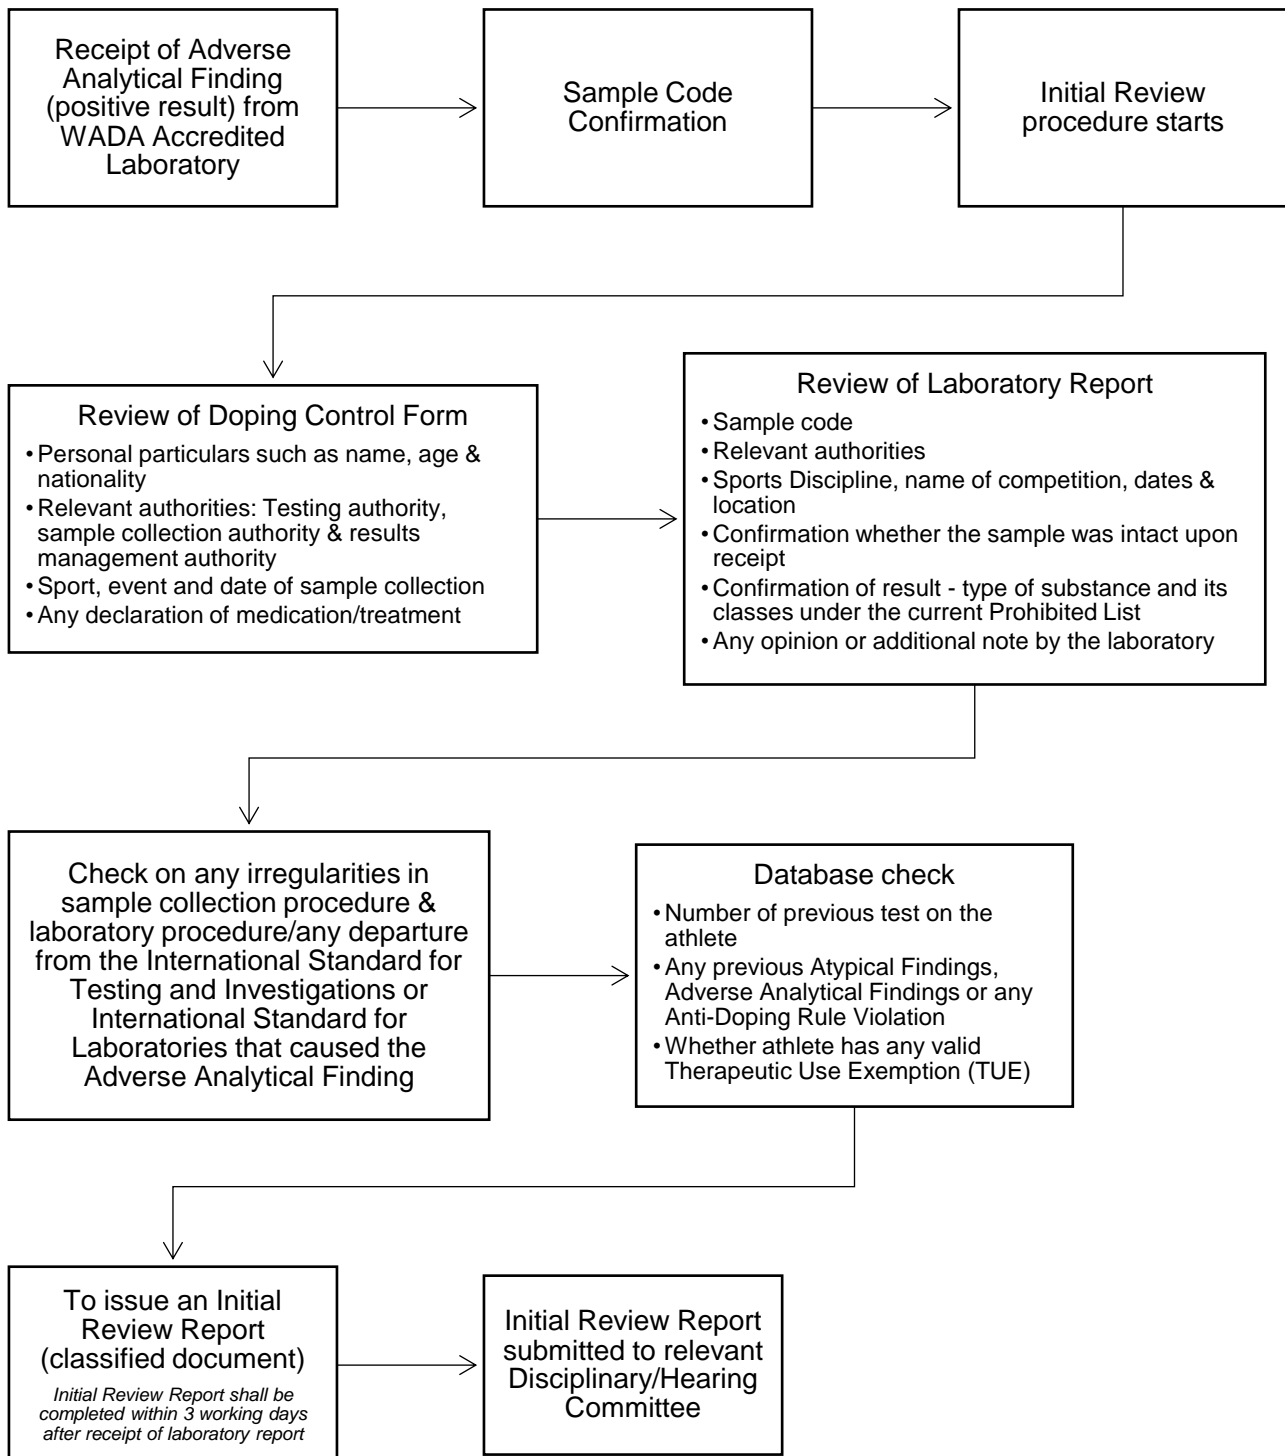 Receipt of Adverse
Analytical Finding
(positive result) from
WADA Accredited
Laboratory
Sample Code
Confirmation
Initial Review
procedure starts
Review of Doping Control Form
• Personal particulars such as name, age &
nationality
• Relevant authorities: Testing authority,
sample collection authority & results
management authority
• Sport, event and date of sample collection
• Any declaration of medication/treatment
Review of Laboratory Report
• Sample code
• Relevant authorities
• Sports Discipline, name of competition, dates &
location
• Confirmation whether the sample was intact upon
receipt
• Confirmation of result - type of substance and its
classes under the current Prohibited List
• Any opinion or additional note by the laboratory
Check on any irregularities in
sample collection procedure &
laboratory procedure/any departure
from the International Standard for
Testing and Investigations or
International Standard for
Laboratories that caused the
Adverse Analytical Finding
Database check
• Number of previous test on the
athlete
• Any previous Atypical Findings,
Adverse Analytical Findings or any
Anti-Doping Rule Violation
• Whether athlete has any valid
Therapeutic Use Exemption (TUE)
To issue an Initial
Review Report
(classified document)
Initial Review Report shall be
completed within 3 working days
after receipt of laboratory report
Initial Review Report
submitted to relevant
Disciplinary/Hearing
Committee